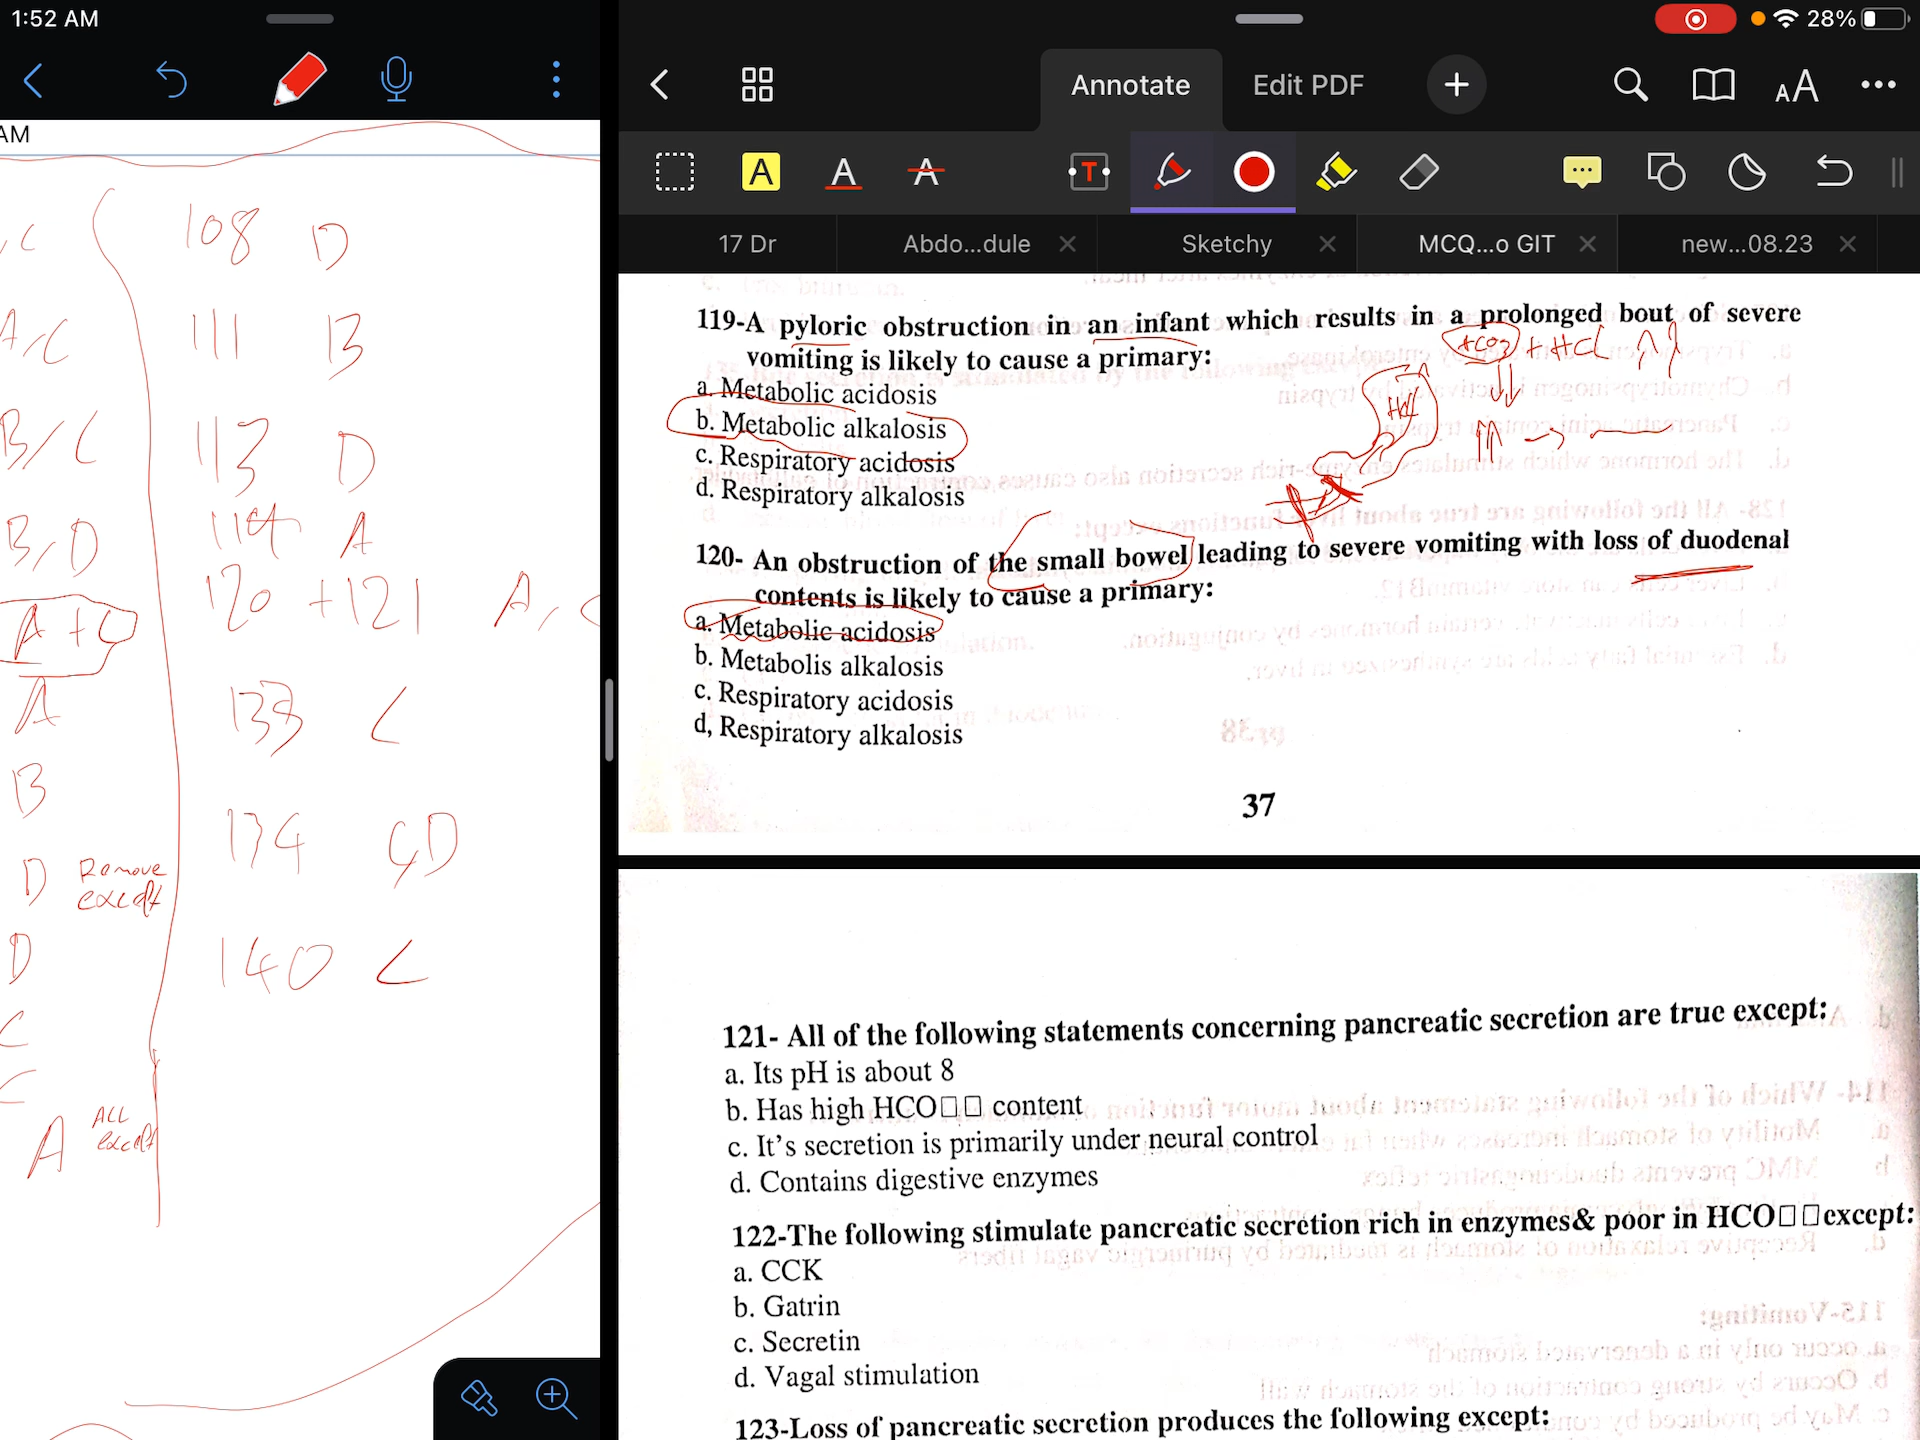 1:52 AM
28%
Annotate
Edit PDF
17 Dr
Abdo...dule
Sketchy
MCQ...o GIT
new...08.23
AM
108 D
A/C
111 B
B/C
113 D
B/D
114 A
120 + 121 A,
A+C
A
133 C
B
134 C,D
D Remove except
D
140 C
C
C
A ALL except
119-A pyloric obstruction in an infant which results in a prolonged bout of severe
vomiting is likely to cause a primary:
a. Metabolic acidosis
b. Metabolic alkalosis
c. Respiratory acidosis
d. Respiratory alkalosis
+ HCl
HCl
120- An obstruction of the small bowel leading to severe vomiting with loss of duodenal
contents is likely to cause a primary:
a. Metabolic acidosis
b. Metabolis alkalosis
c. Respiratory acidosis
d, Respiratory alkalosis
37
121- All of the following statements concerning pancreatic secretion are true except:
a. Its pH is about 8
b. Has high HCO□□ content
c. It's secretion is primarily under neural control
d. Contains digestive enzymes
122-The following stimulate pancreatic secretion rich in enzymes& poor in HCO□□except:
a. CCK
b. Gatrin
c. Secretin
d. Vagal stimulation
123-Loss of pancreatic secretion produces the following except: